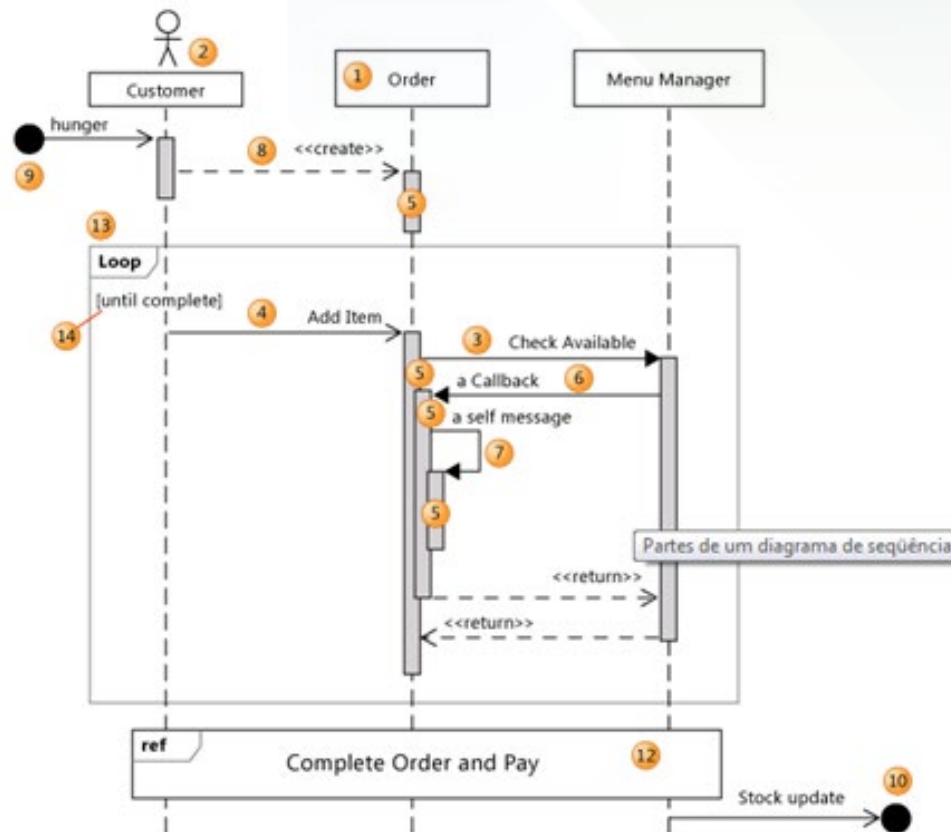 2
1
Customer
Order
Menu Manager
hunger
8
<<create>>
9
5
13
Loop
[until complete]
14
4
Add Item
3
Check Available
5
a Callback
6
5
a self message
7
5
Partes de um diagrama de seqüência
<<return>>
<<return>>
ref
Complete Order and Pay
12
10
Stock update